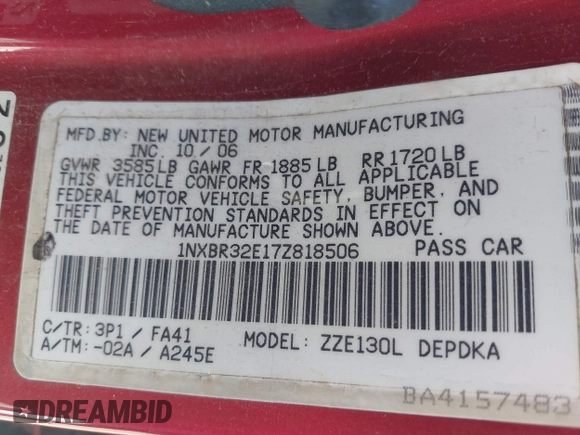 MFD.BY: NEW UNITED MOTOR MANUFACTURING
INC. 10/06
GVWR 3585LB GAWR FR 1885LB RR1720LB
THIS VEHICLE CONFORMS TO ALL APPLICABLE
FEDERAL MOTOR VEHICLE SAFETY, BUMPER, AND
THEFT PREVENTION STANDARDS IN EFFECT ON
THE DATE OF MANUFACTURE SHOWN ABOVE.
1NXBR32E17Z818506 PASS CAR
C/TR: 3P1 / FA41
A/TM: -02A / A245E
MODEL: ZZE130L DEPDKA
BA4157483
DREAMBID